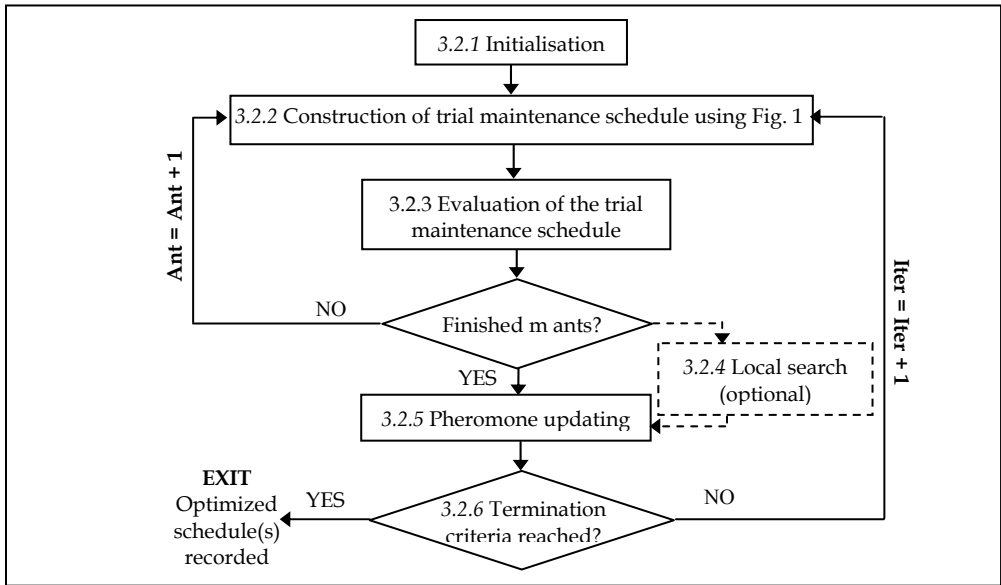 3.2.1 Initialisation
3.2.2 Construction of trial maintenance schedule using Fig. 1
Ant = Ant + 1
3.2.3 Evaluation of the trial
maintenance schedule
Iter = Iter + 1
NO
Finished m ants?
3.2.4 Local search
(optional)
YES
3.2.5 Pheromone updating
EXIT
Optimized
schedule(s)
recorded
YES
3.2.6 Termination
criteria reached?
NO